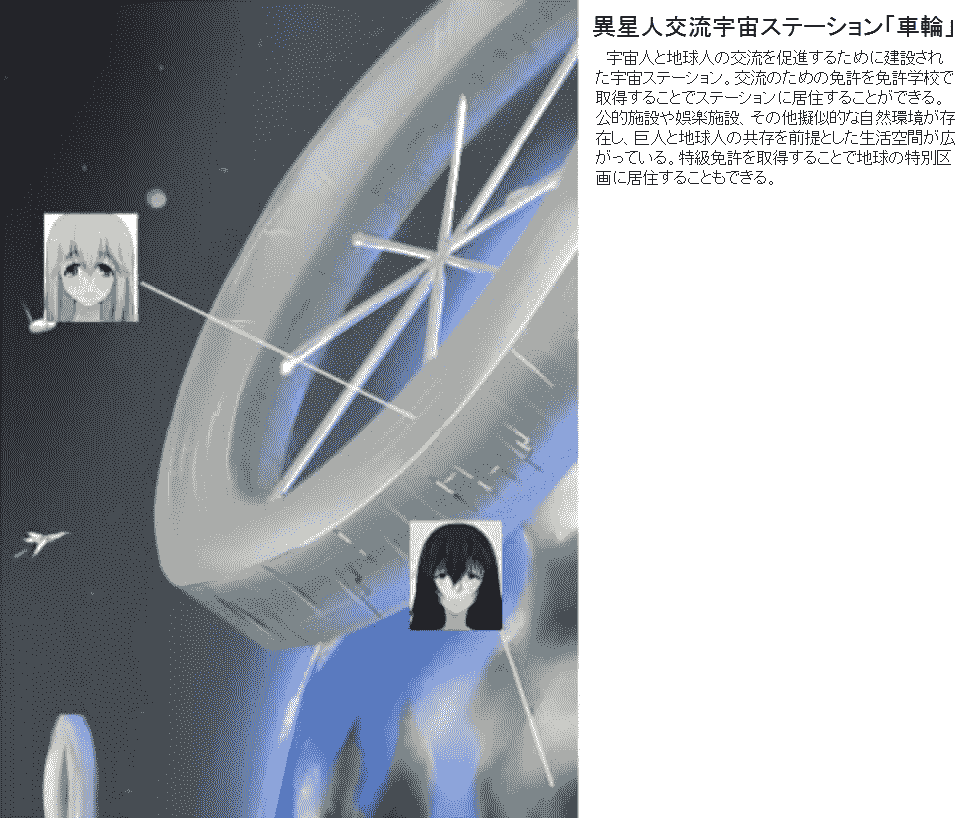 異星人交流宇宙ステーション「車輪」
宇宙人と地球人の交流を促進するために建設され
た宇宙ステーション。交流のための免許を免許学校で
取得することでステーションに居住することができる。
公的施設や娯楽施設、その他擬似的な自然環境が存
在し、巨人と地球人の共存を前提とした生活空間が広
がっている。特級免許を取得することで地球の特別区
画に居住することもできる。